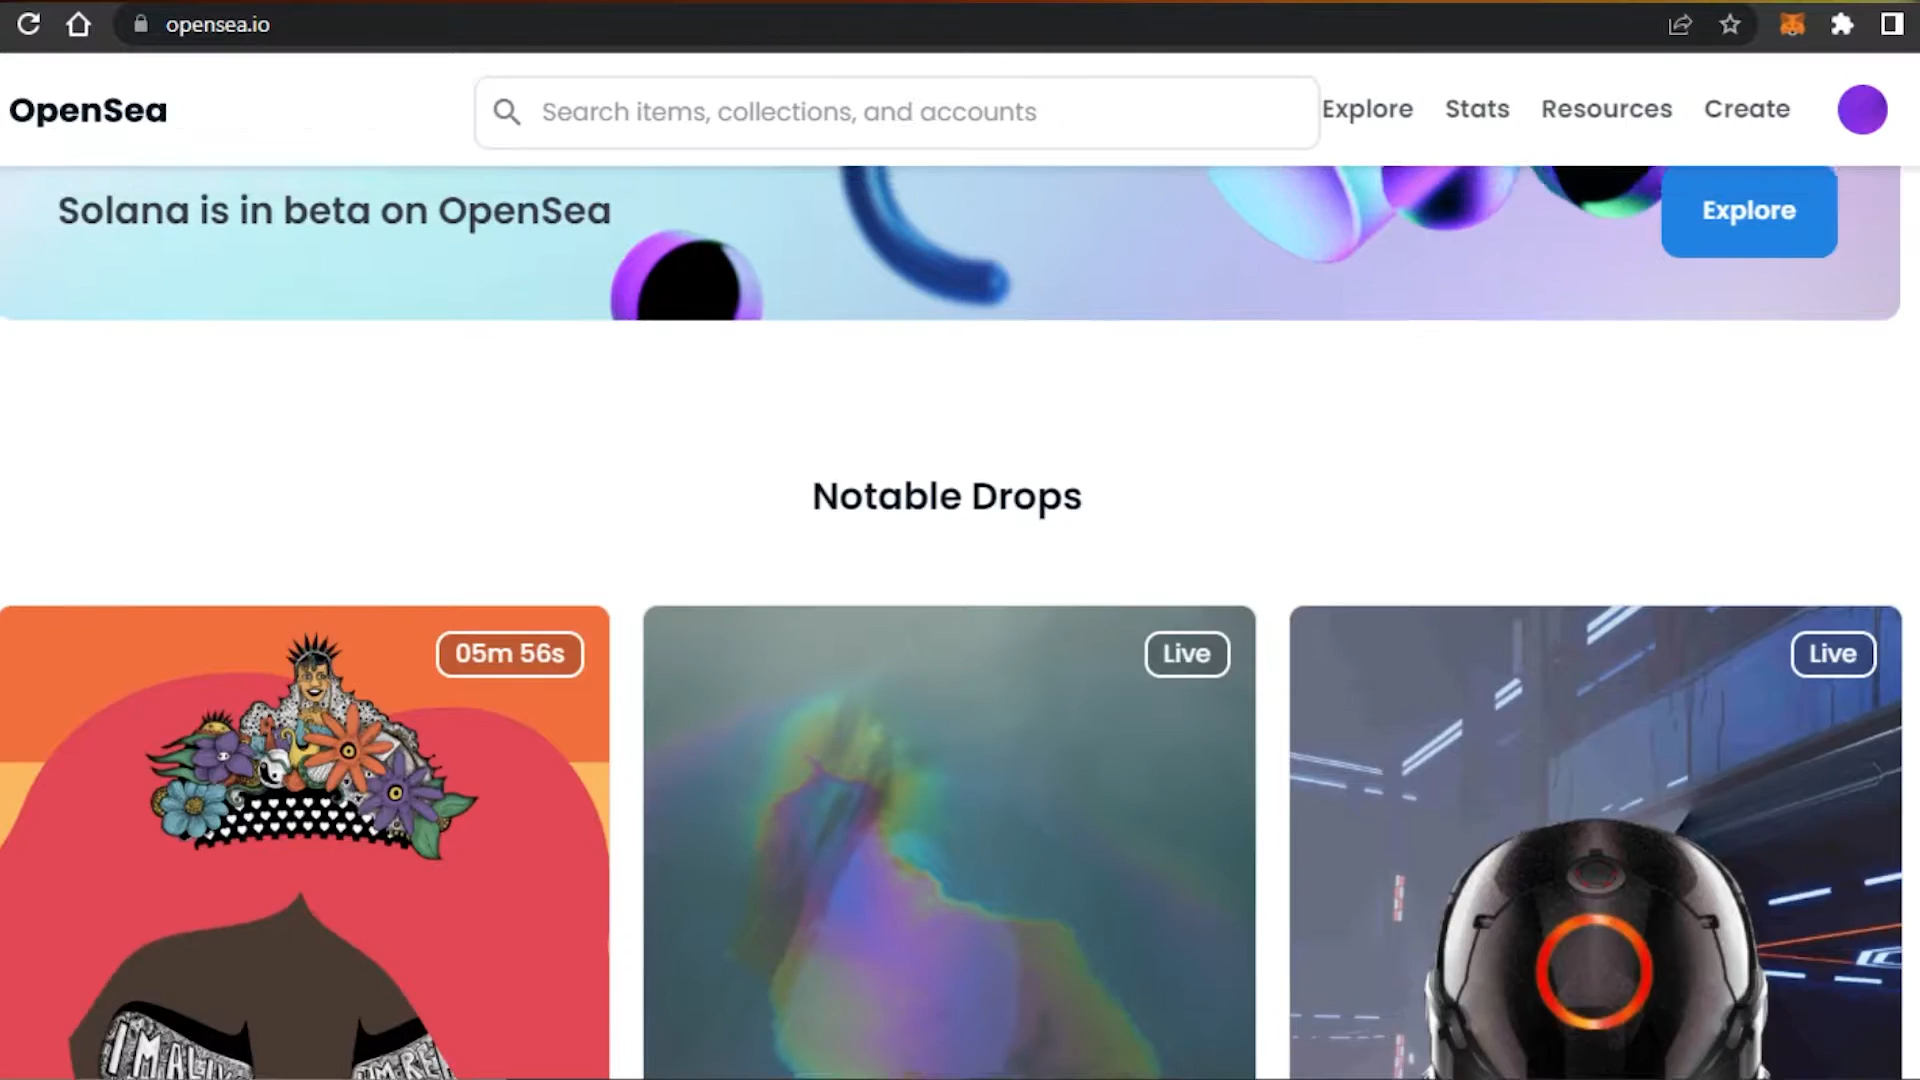 opensea.io
OpenSea
Search items, collections, and accounts
Explore
Stats
Resources
Create
Solana is in beta on OpenSea
Explore
Notable Drops
05m 56s
Live
Live
I'M ALI